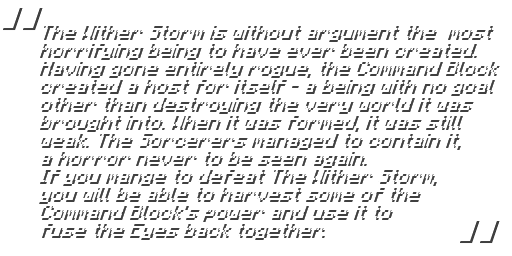 The Wither Storm is without argument the most
horrifying being to have ever been created.
Having gone entirely rogue, the Command Block
created a host for itself - a being with no goal
other than destroying the very world it was
brought into. When it was formed, it was still
weak. The Sorcerers managed to contain it,
a horror never to be seen again.
If you mange to defeat The Wither Storm,
you will be able to harvest some of the
Command Block's power and use it to
fuse the Eyes back together.